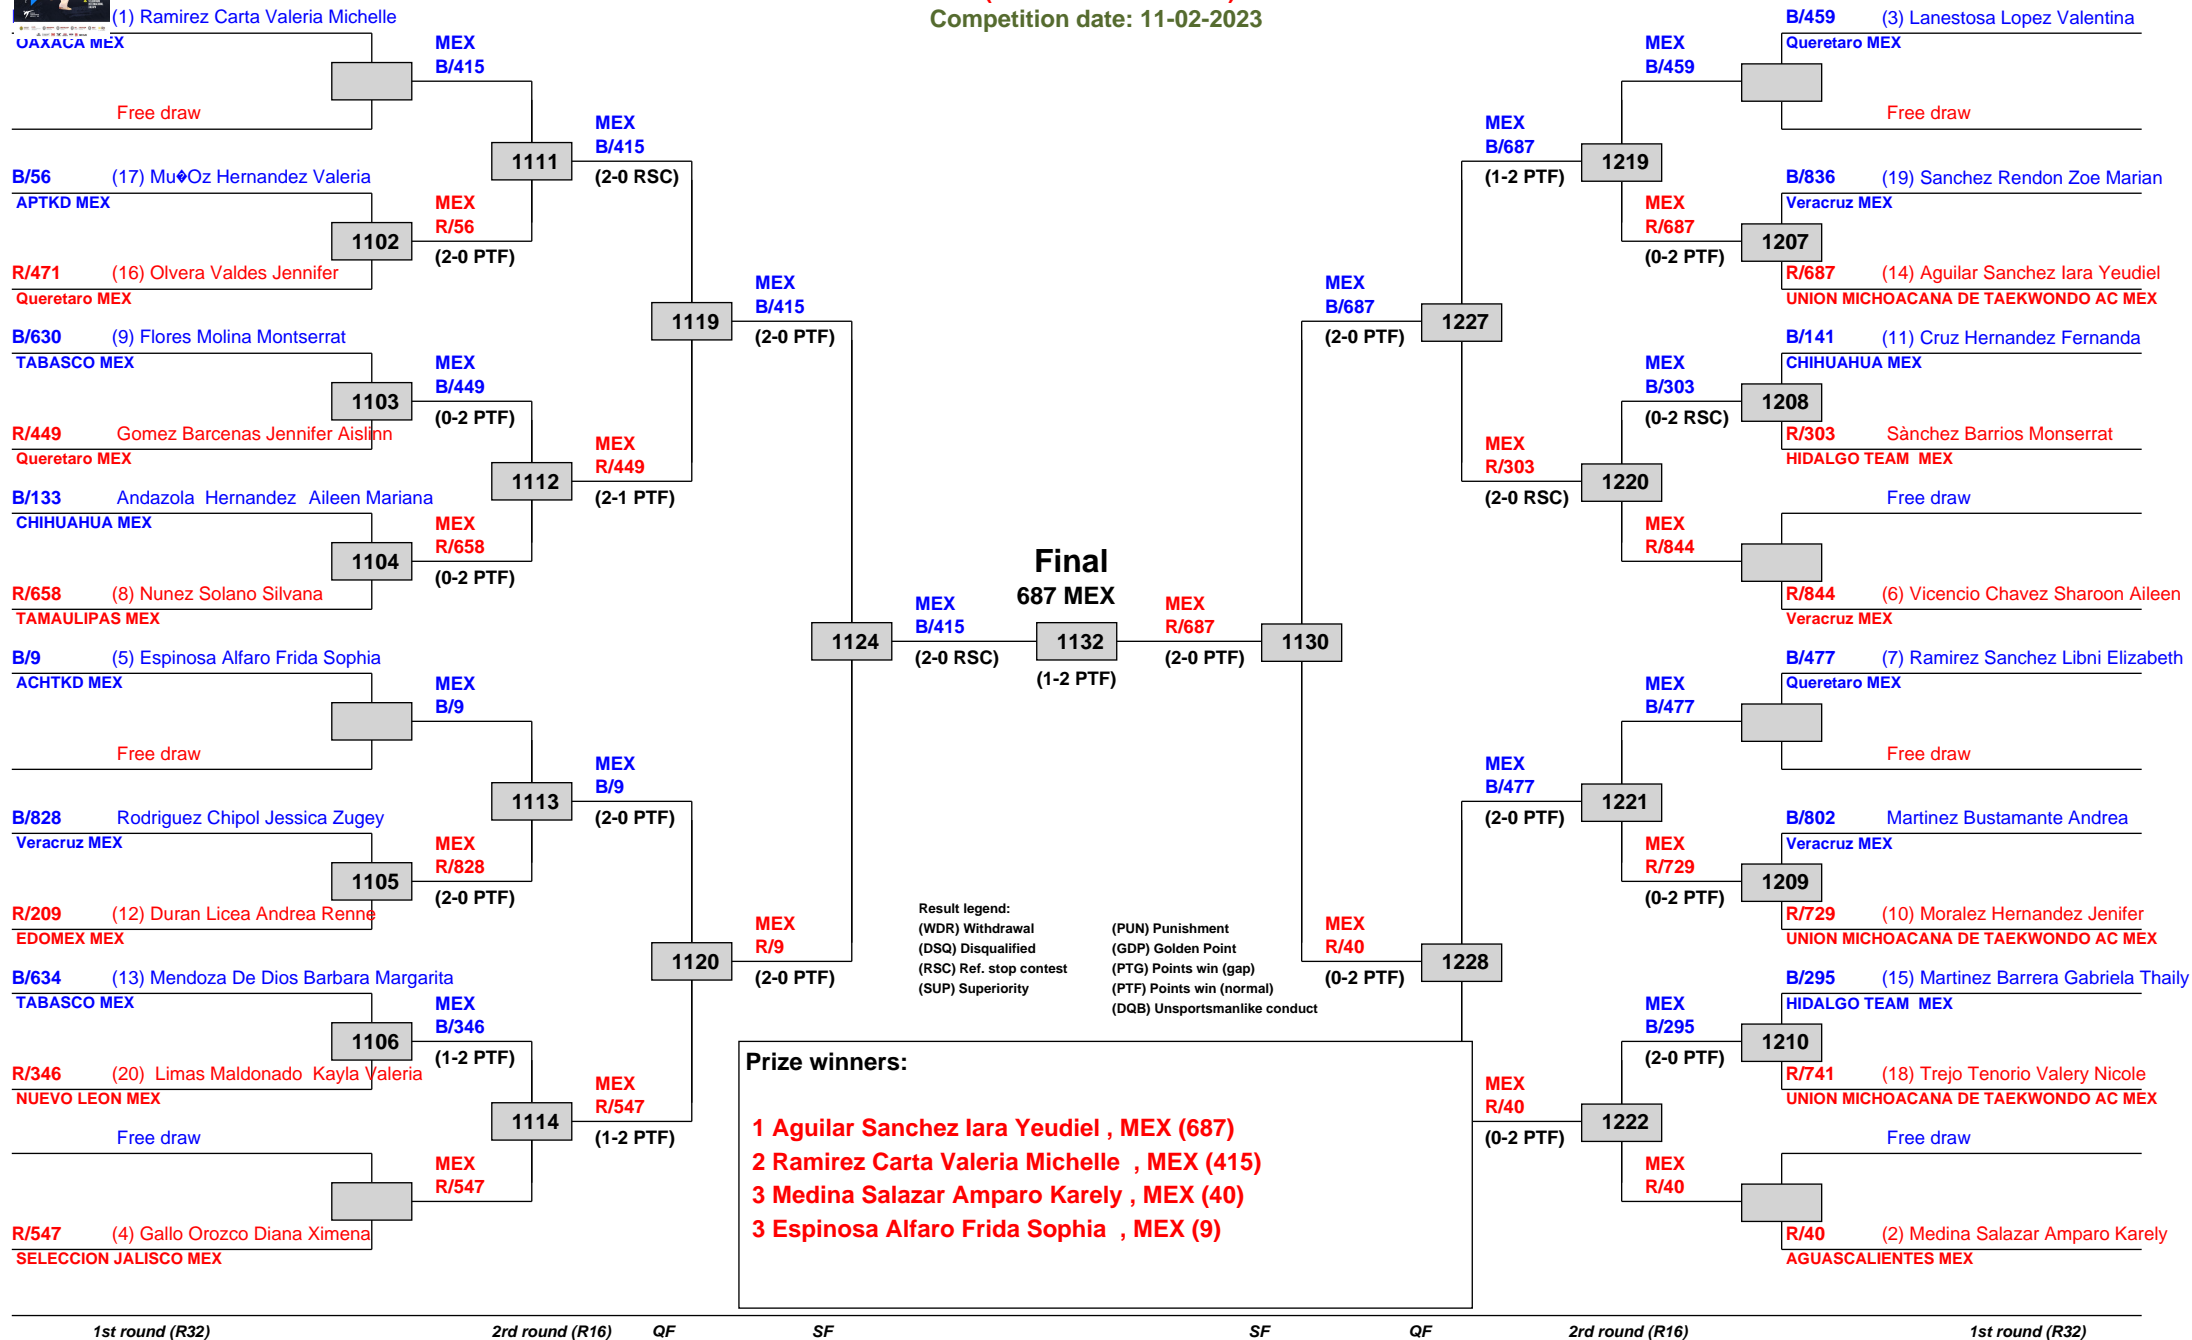 Competition date: 11-02-2023
(1) Ramirez Carta Valeria Michelle
OAXACA MEX
Free draw
B/56 (17) Mu�Oz Hernandez Valeria
APTKD MEX
1102
R/471 (16) Olvera Valdes Jennifer
Queretaro MEX
B/630 (9) Flores Molina Montserrat
TABASCO MEX
1103
R/449 Gomez Barcenas Jennifer Aislinn
Queretaro MEX
B/133 Andazola Hernandez Aileen Mariana
CHIHUAHUA MEX
1104
R/658 (8) Nunez Solano Silvana
TAMAULIPAS MEX
B/9 (5) Espinosa Alfaro Frida Sophia
ACHTKD MEX
Free draw
B/828 Rodriguez Chipol Jessica Zugey
Veracruz MEX
1105
R/209 (12) Duran Licea Andrea Renne
EDOMEX MEX
B/634 (13) Mendoza De Dios Barbara Margarita
TABASCO MEX
1106
R/346 (20) Limas Maldonado Kayla Valeria
NUEVO LEON MEX
Free draw
R/547 (4) Gallo Orozco Diana Ximena
SELECCION JALISCO MEX
MEX
B/415
1111
MEX
R/56
(2-0 PTF)
MEX
B/449
(0-2 PTF)
1112
MEX
R/658
(0-2 PTF)
MEX
B/9
1113
MEX
R/828
(2-0 PTF)
MEX
B/346
(1-2 PTF)
1114
MEX
R/547
MEX
B/415
(2-0 RSC)
1119
MEX
R/449
(2-1 PTF)
MEX
B/9
(2-0 PTF)
1120
MEX
R/547
(1-2 PTF)
MEX
B/415
(2-0 PTF)
1124
MEX
R/9
(2-0 PTF)
MEX
B/415
(2-0 RSC)
Final
687 MEX
1132
(1-2 PTF)
MEX
R/687
(2-0 PTF)
1130
MEX
B/687
(2-0 PTF)
1227
MEX
R/40
(0-2 PTF)
1228
MEX
B/687
(1-2 PTF)
1219
MEX
R/303
(2-0 RSC)
1220
MEX
B/477
(2-0 PTF)
1221
MEX
R/40
(0-2 PTF)
1222
MEX
B/459
MEX
R/687
(0-2 PTF)
MEX
B/303
(0-2 RSC)
MEX
R/844
MEX
B/477
MEX
R/729
(0-2 PTF)
MEX
B/295
(2-0 PTF)
MEX
R/40
B/459 (3) Lanestosa Lopez Valentina
Queretaro MEX
Free draw
B/836 (19) Sanchez Rendon Zoe Marian
Veracruz MEX
1207
R/687 (14) Aguilar Sanchez Iara Yeudiel
UNION MICHOACANA DE TAEKWONDO AC MEX
B/141 (11) Cruz Hernandez Fernanda
CHIHUAHUA MEX
1208
R/303 Sànchez Barrios Monserrat
HIDALGO TEAM MEX
Free draw
R/844 (6) Vicencio Chavez Sharoon Aileen
Veracruz MEX
B/477 (7) Ramirez Sanchez Libni Elizabeth
Queretaro MEX
Free draw
B/802 Martinez Bustamante Andrea
Veracruz MEX
1209
R/729 (10) Moralez Hernandez Jenifer
UNION MICHOACANA DE TAEKWONDO AC MEX
B/295 (15) Martinez Barrera Gabriela Thaily
HIDALGO TEAM MEX
1210
R/741 (18) Trejo Tenorio Valery Nicole
UNION MICHOACANA DE TAEKWONDO AC MEX
Free draw
R/40 (2) Medina Salazar Amparo Karely
AGUASCALIENTES MEX
Result legend:
(WDR) Withdrawal (PUN) Punishment
(DSQ) Disqualified (GDP) Golden Point
(RSC) Ref. stop contest (PTG) Points win (gap)
(SUP) Superiority (PTF) Points win (normal)
(DQB) Unsportsmanlike conduct
Prize winners:
1 Aguilar Sanchez Iara Yeudiel , MEX (687)
2 Ramirez Carta Valeria Michelle , MEX (415)
3 Medina Salazar Amparo Karely , MEX (40)
3 Espinosa Alfaro Frida Sophia , MEX (9)
1st round (R32) 2rd round (R16) QF SF SF QF 2rd round (R16) 1st round (R32)